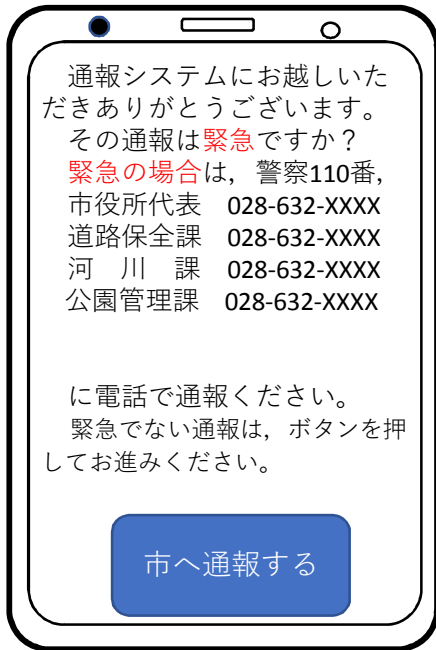 通報システムにお越しいた
だきありがとうございます。
その通報は緊急ですか？
緊急の場合は，警察110番，
市役所代表　028-632-XXXX
道路保全課　028-632-XXXX
河　川　課　028-632-XXXX
公園管理課　028-632-XXXX
に電話で通報ください。
緊急でない通報は，ボタンを押
してお進みください。
市へ通報する